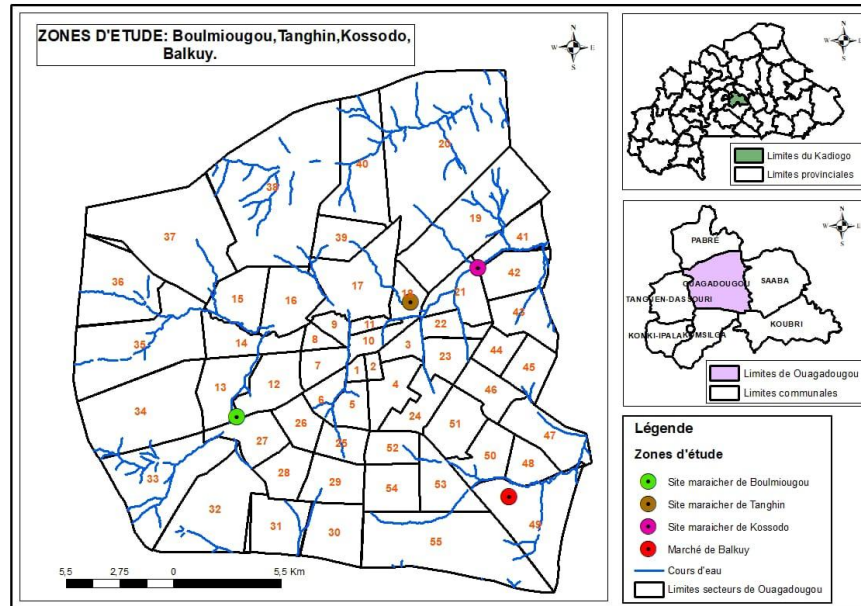 ZONES D'ETUDE: Boulmiougou,Tanghin,Kossodo,
Balkuy.
N
W E
S
20
40
38
19
37
39
41
17
42
18
21
36
15
16
43
9
11
22
35
14
8
10
3
23
44
7
1
2
45
13
12
4
46
34
6
5
24
51
47
27
26
25
52
50
48
33
28
29
53
54
49
32
31
30
55
5,5 2,75 0 5,5 Km
N
W E
S
Limites du Kadiogo
Limites provinciales
N
W E
S
PABRÉ
OUAGADOUGOU
SAABA
TANGUEN-DASSOURI
KOUBRI
KONKI-IPALA
KOMSILGA
Limites de Ouagadougou
Limites communales
Légende
Zones d'étude
Site maraicher de Boulmiougou
Site maraicher de Tanghin
Site maraicher de Kossodo
Marché de Balkuy
Cours d'eau
Limites secteurs de Ouagadougou